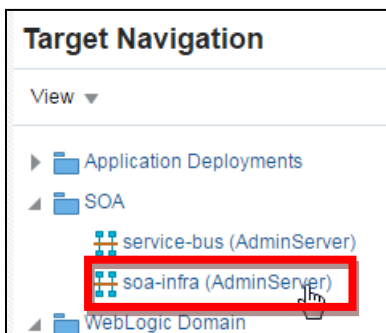 Target Navigation
View
Application Deployments
SOA
service-bus (AdminServer)
soa-infra (AdminServer)
WebLogic Domain